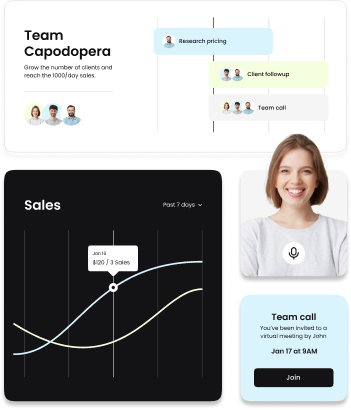 Team
Capodopera
Grow the number of clients and
reach the 1000/day sales.
Research pricing
Client followup
Team call
Sales
Past 7 days
Jan 16
$120 / 3 Sales
Team call
You've been invited to a
virtual meeting by John
Jan 17 at 9AM
Join